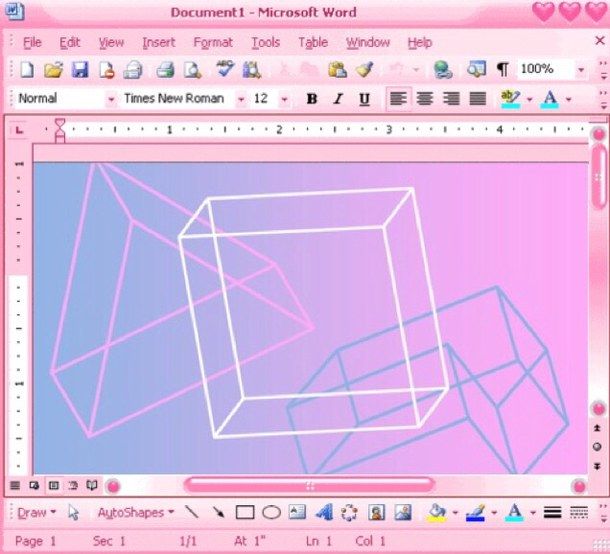 Document1 - Microsoft Word
File Edit View Insert Format Tools Table Window Help
100%
Normal Times New Roman 12 B I U
1 2 3 4
Draw AutoShapes
Page 1 Sec 1 1/1 At 1" Ln 1 Col 1